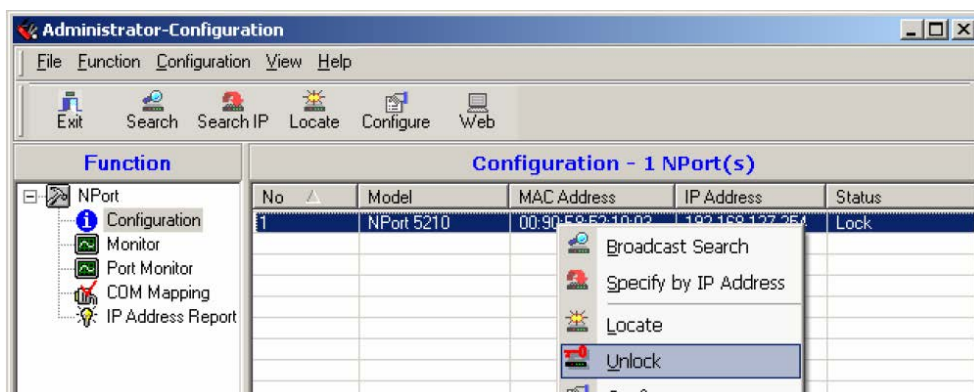 Administrator-Configuration
File Function Configuration View Help
Exit Search Search IP Locate Configure Web
Function
Configuration - 1 NPort(s)
NPort
Configuration
Monitor
Port Monitor
COM Mapping
IP Address Report
No Model MAC Address IP Address Status
1 NPort 5210 Lock
Broadcast Search
Specify by IP Address
Locate
Unlock